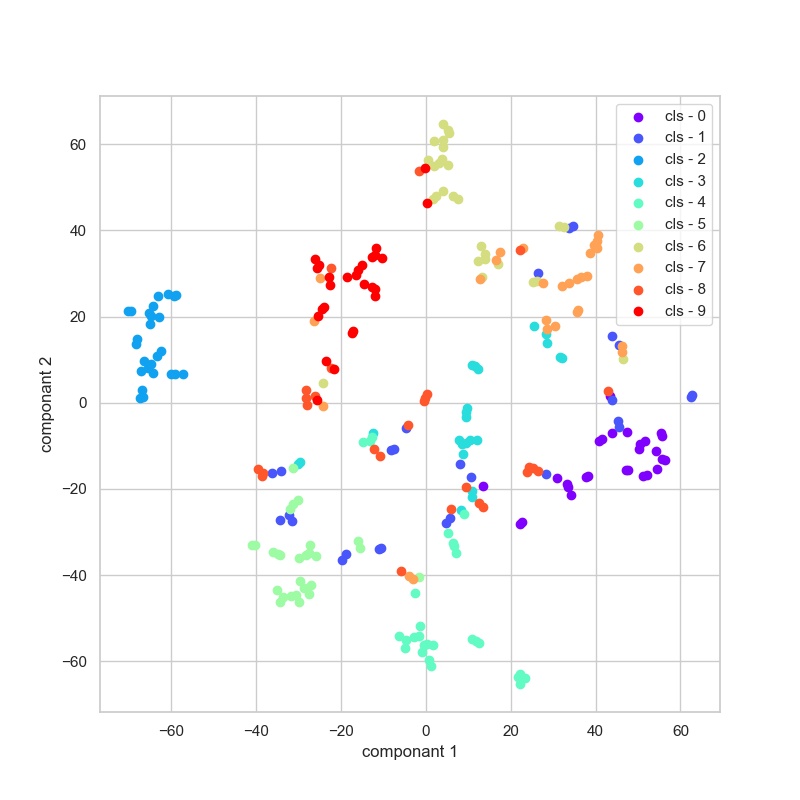 cls - 0
cls - 1
cls - 2
cls - 3
cls - 4
cls - 5
cls - 6
cls - 7
cls - 8
cls - 9
60
40
20
0
−20
−40
−60
componant 2
−60 −40 −20 0 20 40 60
componant 1